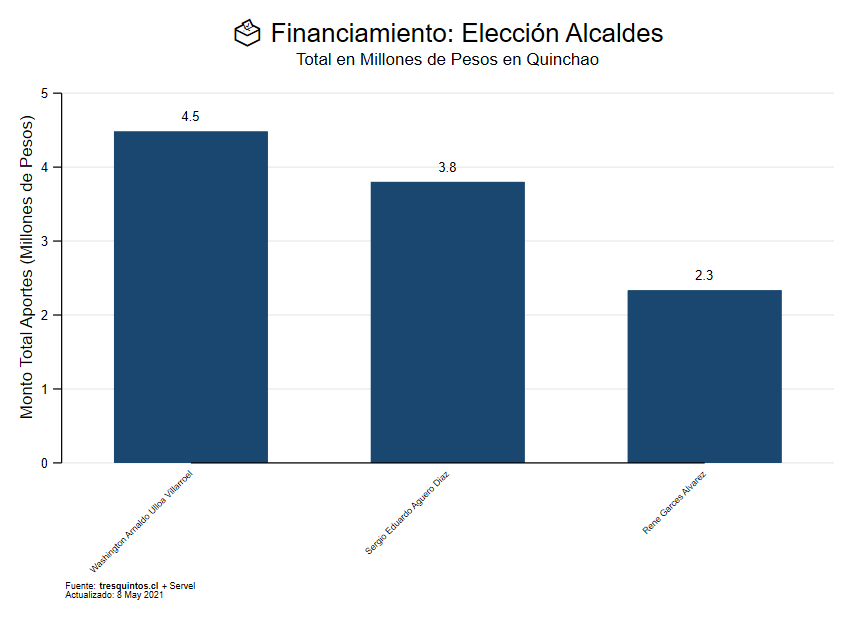 Financiamiento: Elección Alcaldes
Total en Millones de Pesos en Quinchao
Monto Total Aportes (Millones de Pesos)
5
4
3
2
1
0
4.5
3.8
2.3
Washington Arnaldo Ulloa Villarroel
Sergio Eduardo Aguero Diaz
Rene Garces Alvarez
Fuente: tresquintos.cl + Servel
Actualizado: 8 May 2021